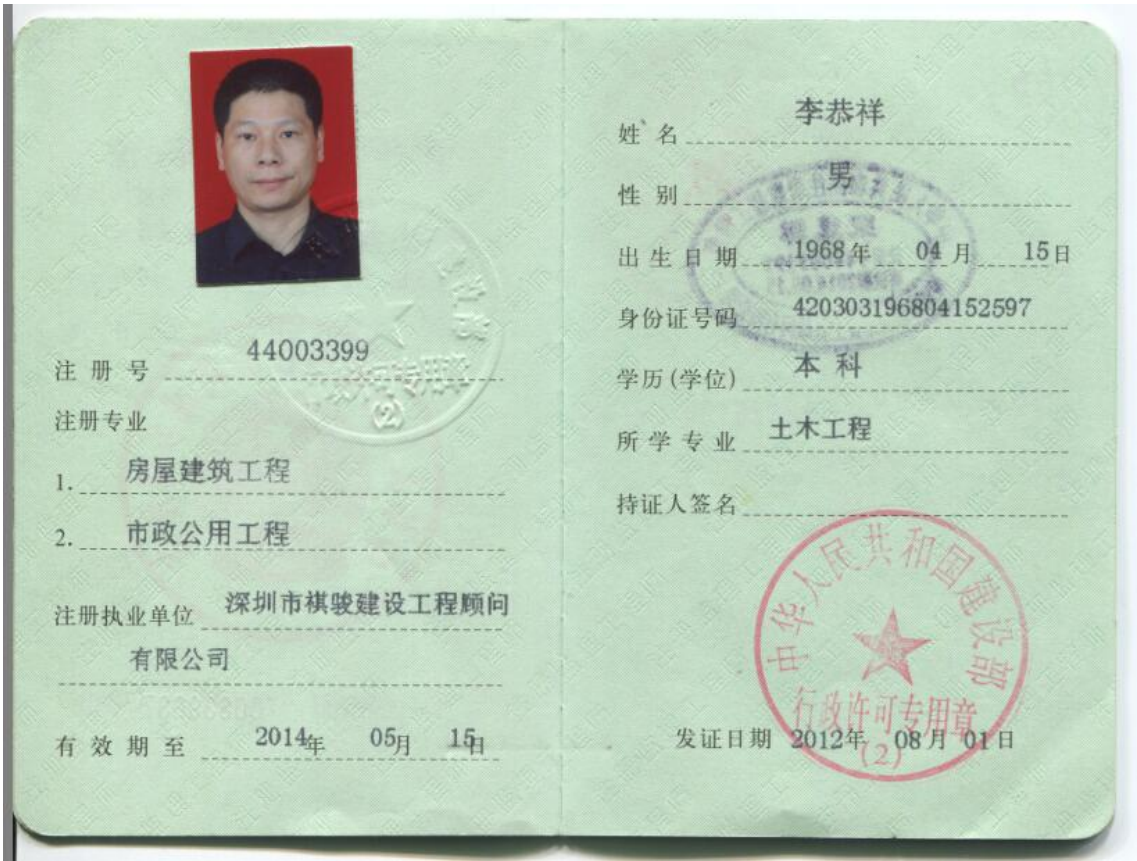 注 册 号 44003399
注册专业
1. 房屋建筑工程
2. 市政公用工程
注册执业单位 深圳市棋骏建设工程顾问
有限公司
有 效 期 至 2014年 05月 15日
姓 名 李恭祥
性 别 男
出 生 日 期 1968年 04月 15日
身份证号码 420303196804152597
学历(学位) 本 科
所 学 专 业 土木工程
持证人签名
中华人民共和国建设部
行政许可专用章
(2)
发证日期 2012年 08月 01日